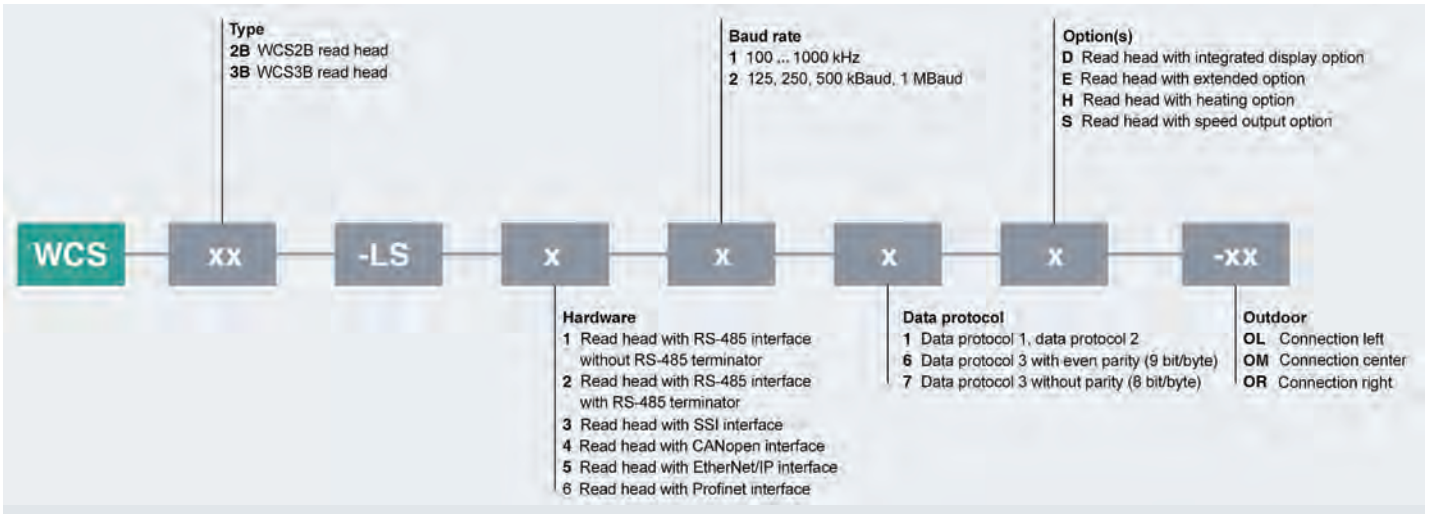 Type
2B WCS2B read head
3B WCS3B read head
Baud rate
1 100 ... 1000 kHz
2 125, 250, 500 kBaud, 1 MBaud
Option(s)
D Read head with integrated display option
E Read head with extended option
H Read head with heating option
S Read head with speed output option
WCS xx -LS x x x x -xx
Hardware
1 Read head with RS-485 interface
without RS-485 terminator
2 Read head with RS-485 interface
with RS-485 terminator
3 Read head with SSI interface
4 Read head with CANopen interface
5 Read head with EtherNet/IP interface
6 Read head with Profinet interface
Data protocol
1 Data protocol 1, data protocol 2
6 Data protocol 3 with even parity (9 bit/byte)
7 Data protocol 3 without parity (8 bit/byte)
Outdoor
OL Connection left
OM Connection center
OR Connection right